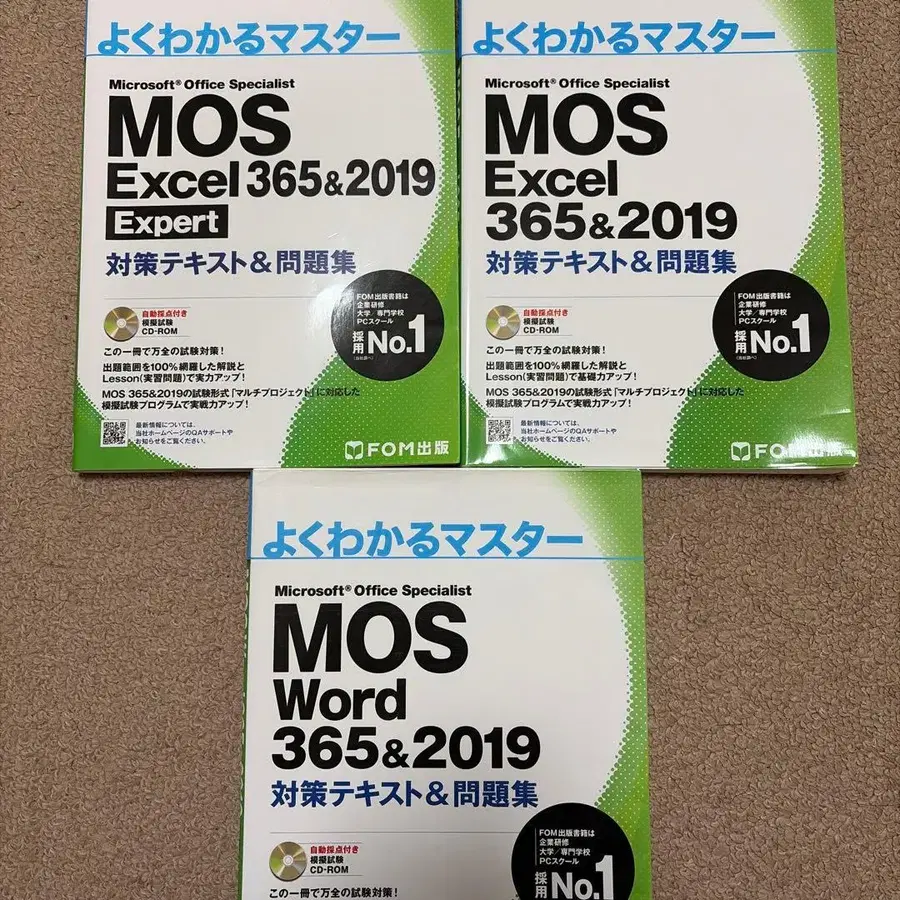 よくわかるマスター
Microsoft® Office Specialist
MOS
Excel 365&2019
Expert
対策テキスト&問題集
自動採点付き
模擬試験
CD-ROM
FOM出版書籍は
企業研修
大学/専門学校
PCスクール
採用 No.1
この一冊で万全の試験対策!
出題範囲を100%網羅した解説と
Lesson(実習問題)で実力アップ!
MOS 365&2019の試験形式「マルチプロジェクト」に対応した
模擬試験プログラムで実戦力アップ!
最新情報については、
当社ホームページのQAサポートや
お知らせをご覧ください。
FOM出版
よくわかるマスター
Microsoft® Office Specialist
MOS
Excel
365&2019
対策テキスト&問題集
自動採点付き
模擬試験
CD-ROM
FOM出版書籍は
企業研修
大学/専門学校
PCスクール
採用 No.1
この一冊で万全の試験対策!
出題範囲を100%網羅した解説と
Lesson(実習問題)で基礎力アップ!
MOS 365&2019の試験形式「マルチプロジェクト」に対応した
模擬試験プログラムで実戦力アップ!
最新情報については、
当社ホームページのQAサポートや
お知らせをご覧ください。
FOM出版
よくわかるマスター
Microsoft® Office Specialist
MOS
Word
365&2019
対策テキスト&問題集
自動採点付き
模擬試験
CD-ROM
FOM出版書籍は
企業研修
大学/専門学校
PCスクール
採用 No.1
この一冊で万全の試験対策!